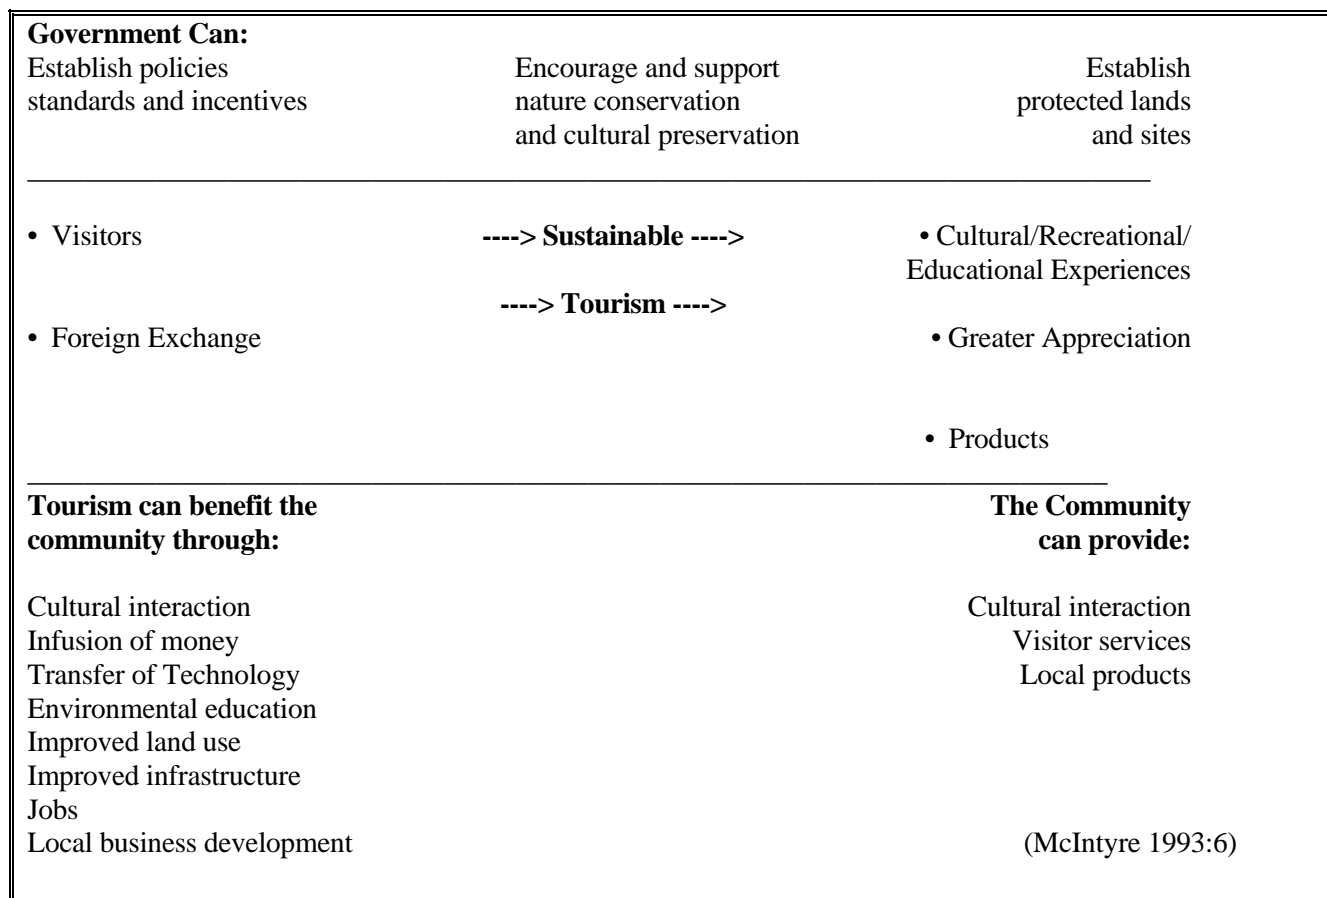 Government Can:
Establish policies Encourage and support Establish
standards and incentives nature conservation protected lands
and cultural preservation and sites
• Visitors ----> Sustainable ----> • Cultural/Recreational/
Educational Experiences
----> Tourism ---->
• Foreign Exchange • Greater Appreciation
• Products
Tourism can benefit the The Community
community through: can provide:
Cultural interaction Cultural interaction
Infusion of money Visitor services
Transfer of Technology Local products
Environmental education
Improved land use
Improved infrastructure
Jobs
Local business development (McIntyre 1993:6)